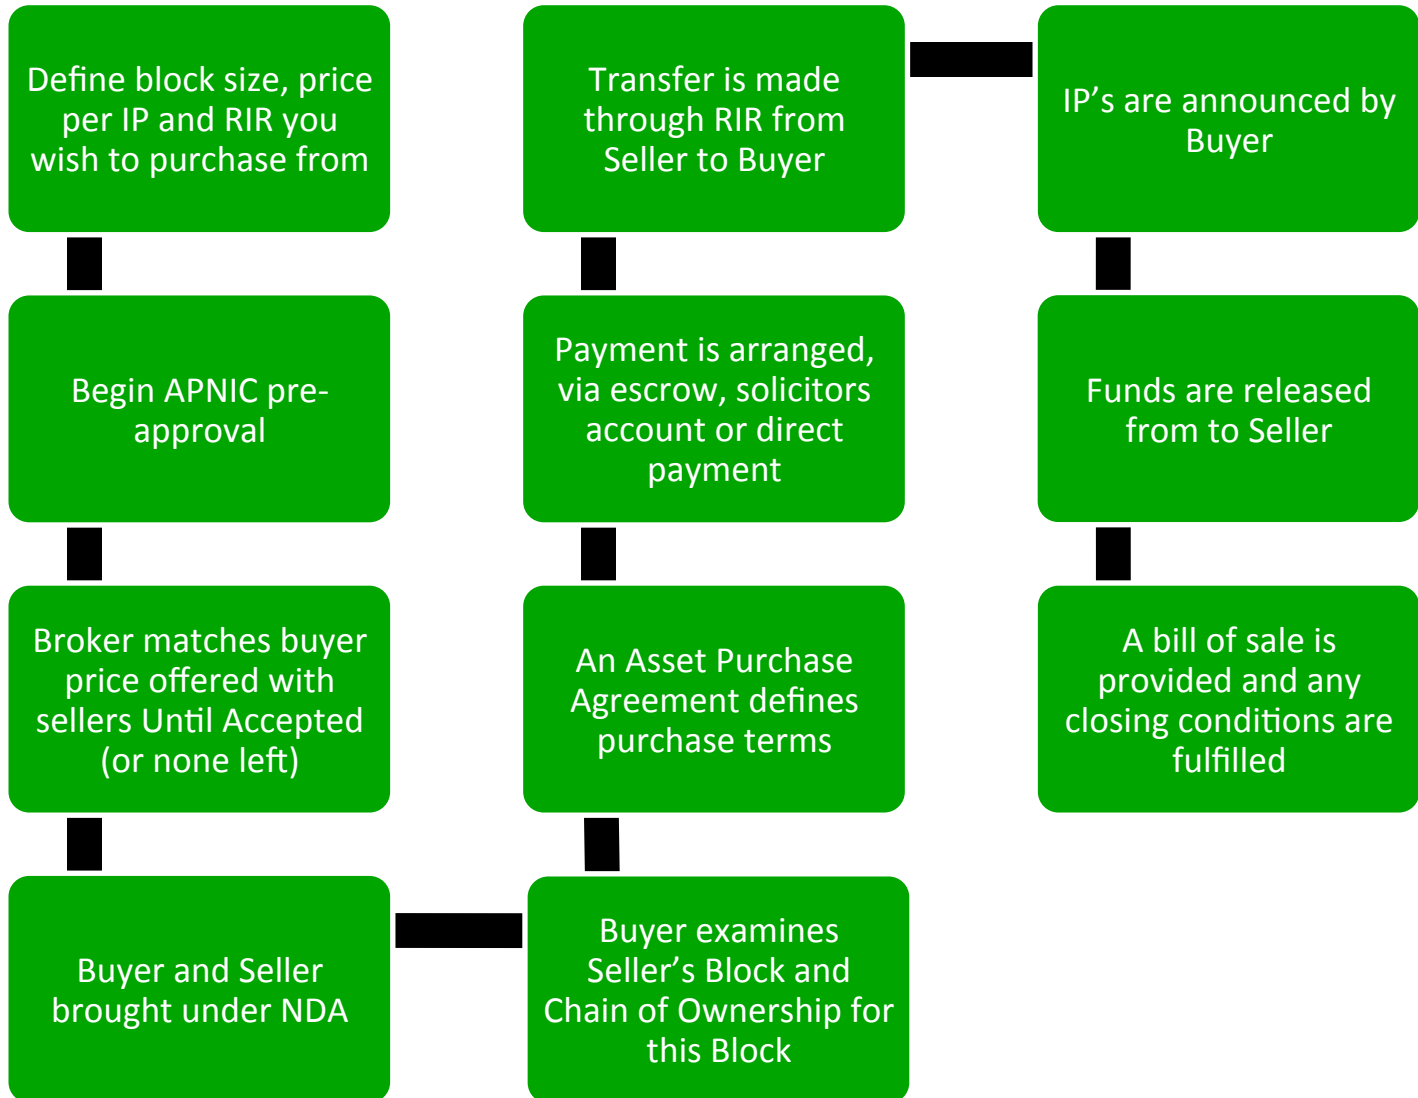 Define block size, price
per IP and RIR you
wish to purchase from
Begin APNIC pre-
approval
Broker matches buyer
price offered with
sellers Until Accepted
(or none left)
Buyer and Seller
brought under NDA
Buyer examines
Seller’s Block and
Chain of Ownership for
this Block
An Asset Purchase
Agreement defines
purchase terms
Payment is arranged,
via escrow, solicitors
account or direct
payment
Transfer is made
through RIR from
Seller to Buyer
IP’s are announced by
Buyer
Funds are released
from to Seller
A bill of sale is
provided and any
closing conditions are
fulfilled